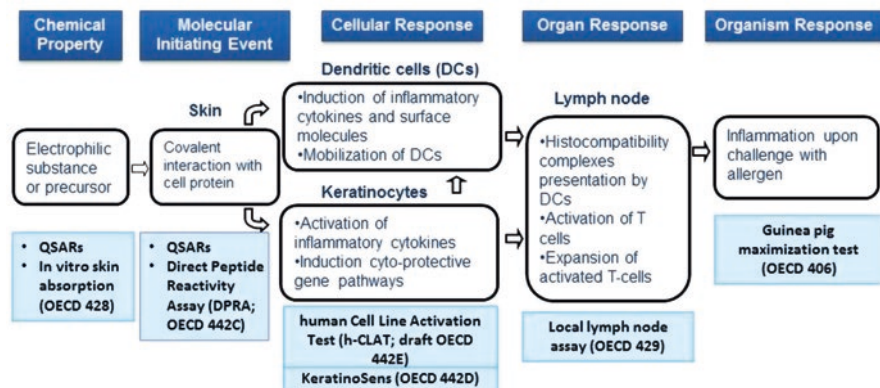 Chemical
Property
Molecular
Initiating Event
Cellular Response
Organ Response
Organism Response
Dendritic cells (DCs)
Skin
•Induction of inflammatory
cytokines and surface
molecules
•Mobilization of DCs
Lymph node
Electrophilic
substance
or precursor
Covalent
interaction with
cell protein
•Histocompatibility
complexes
presentation by
DCs
•Activation of T
cells
•Expansion of
activated T-cells
Inflammation upon
challenge with
allergen
Keratinocytes
•Activation of
inflammatory cytokines
•Induction cyto-protective
gene pathways
• QSARs
• In vitro skin
absorption
(OECD 428)
• QSARs
• Direct Peptide
Reactivity
Assay (DPRA;
OECD 442C)
human Cell Line Activation
Test (h-CLAT; draft OECD
442E)
KeratinoSens (OECD 442D)
Local lymph node
assay (OECD 429)
Guinea pig
maximization test
(OECD 406)